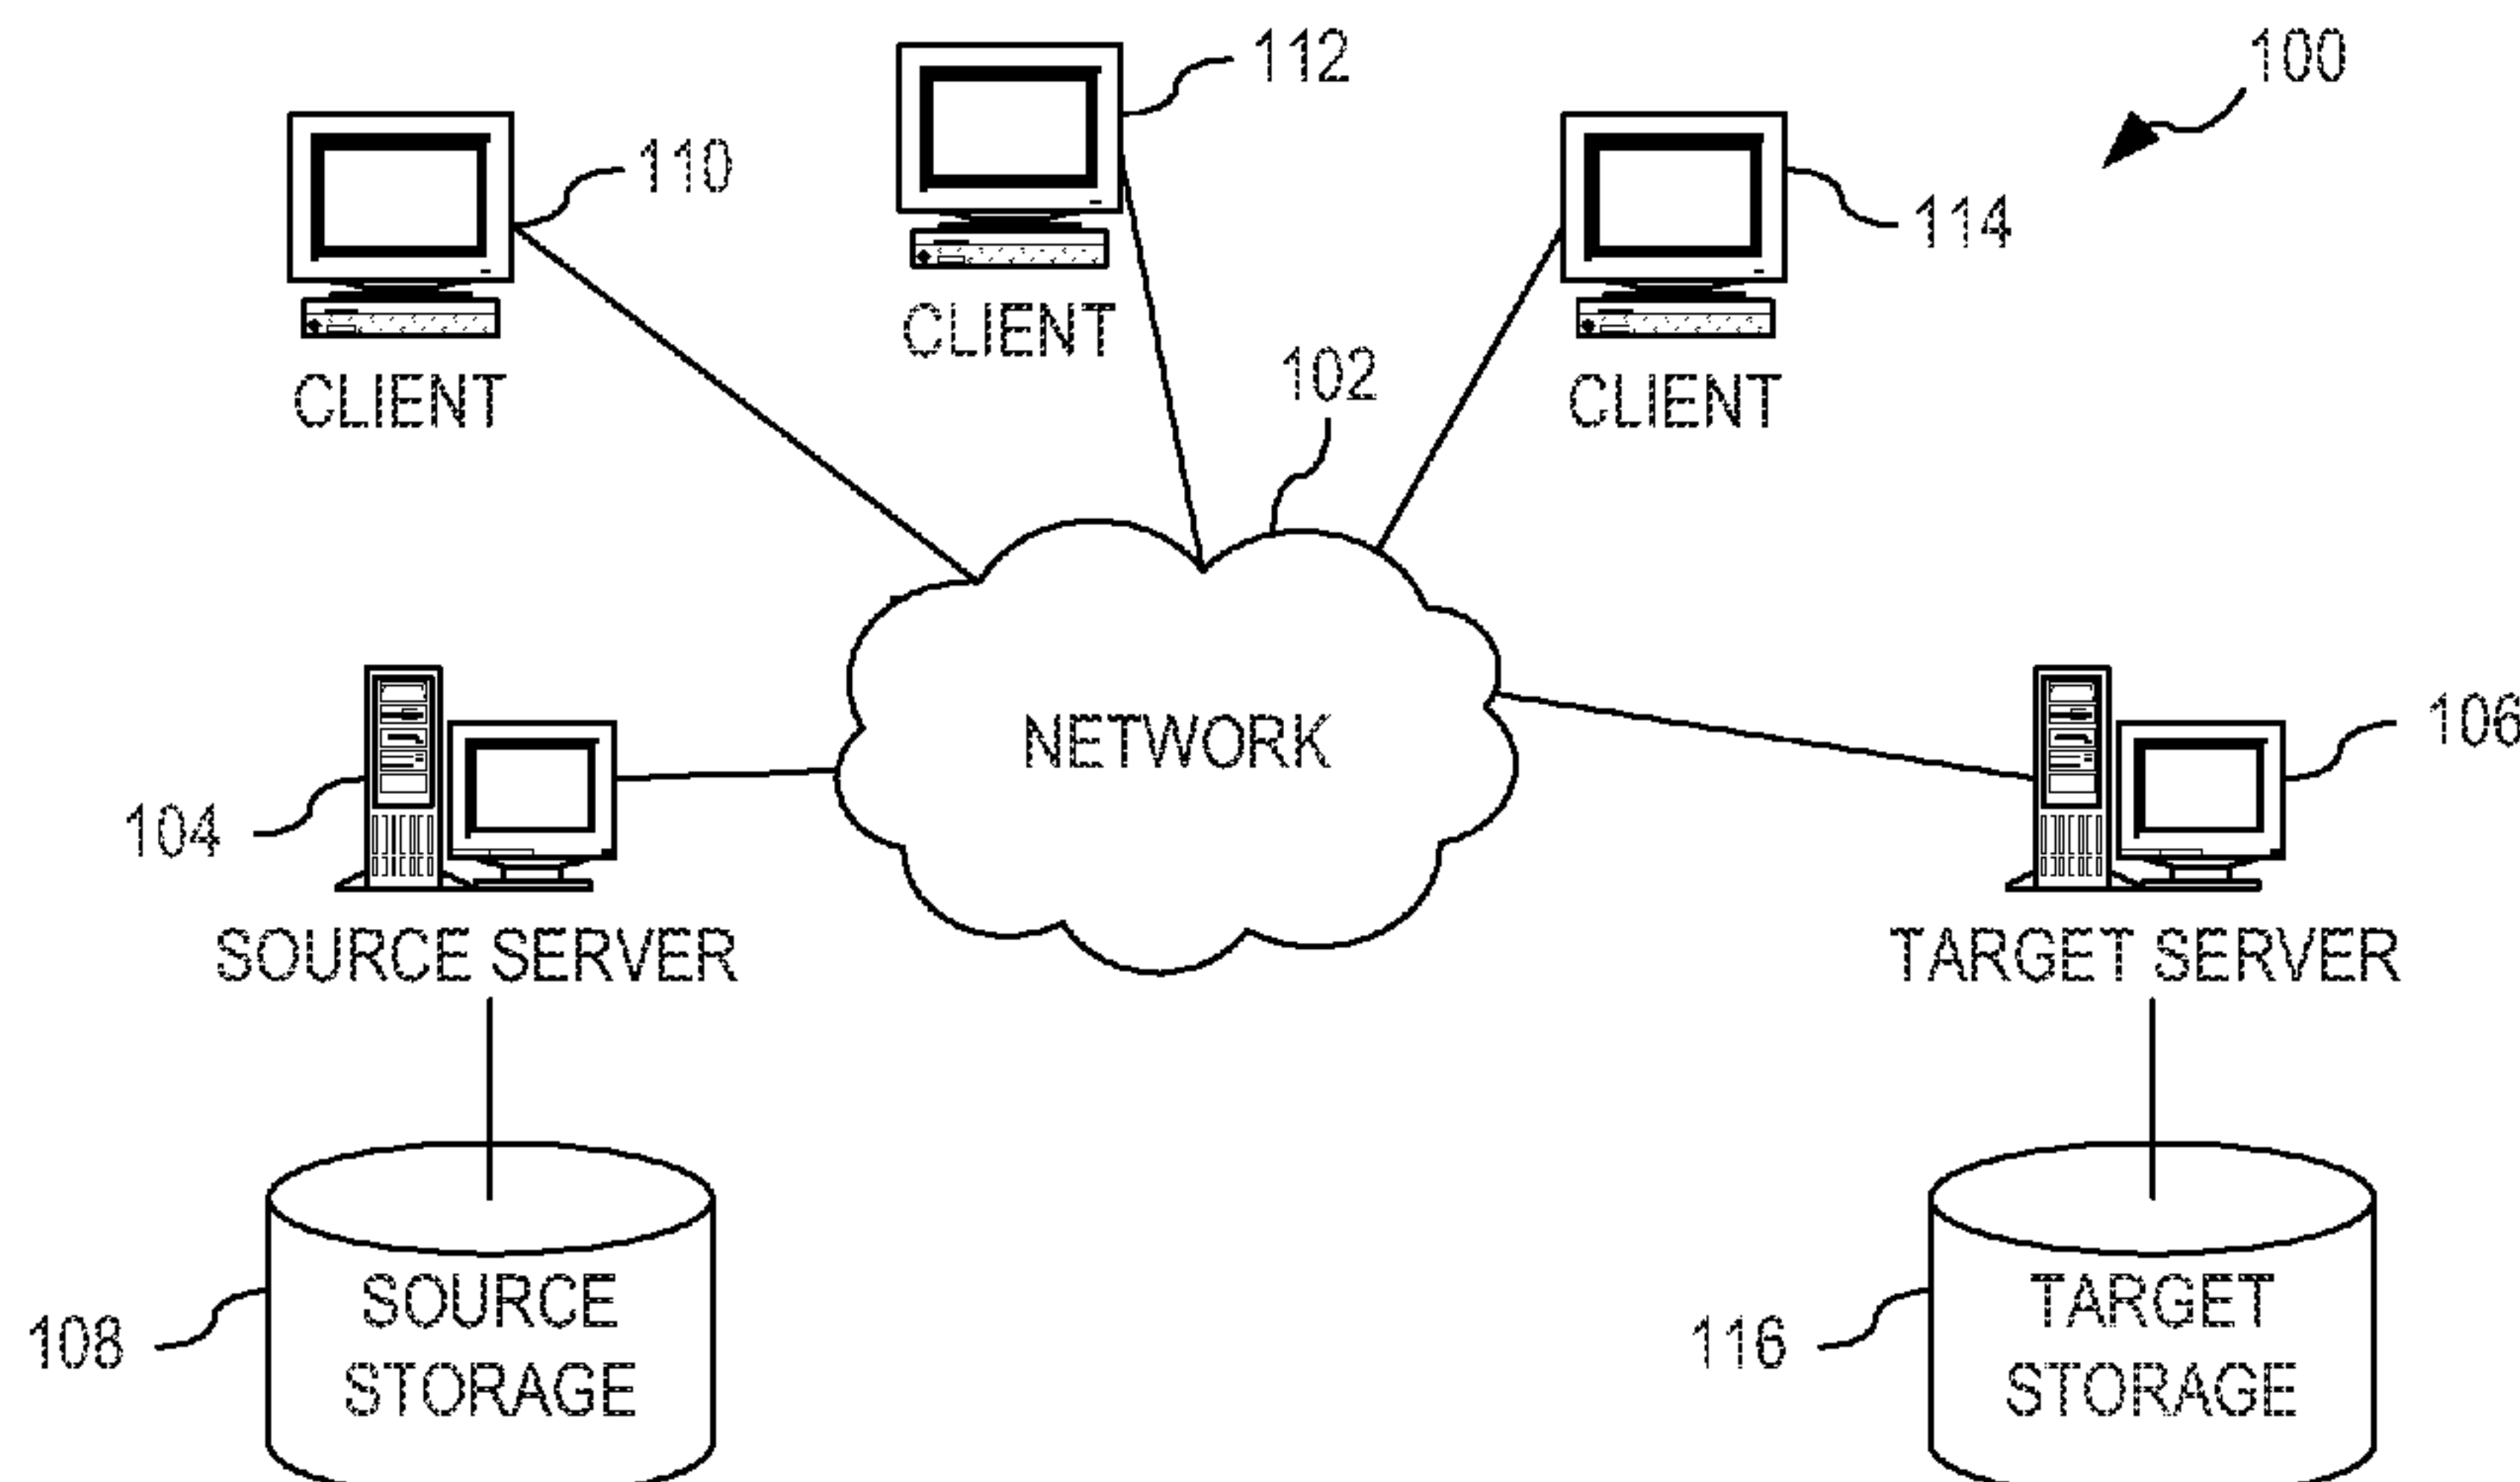 112
100
110
114
CLIENT
102
CLIENT
CLIENT
NETWORK
106
104
SOURCE SERVER
TARGET SERVER
SOURCE
STORAGE
108
TARGET
STORAGE
116